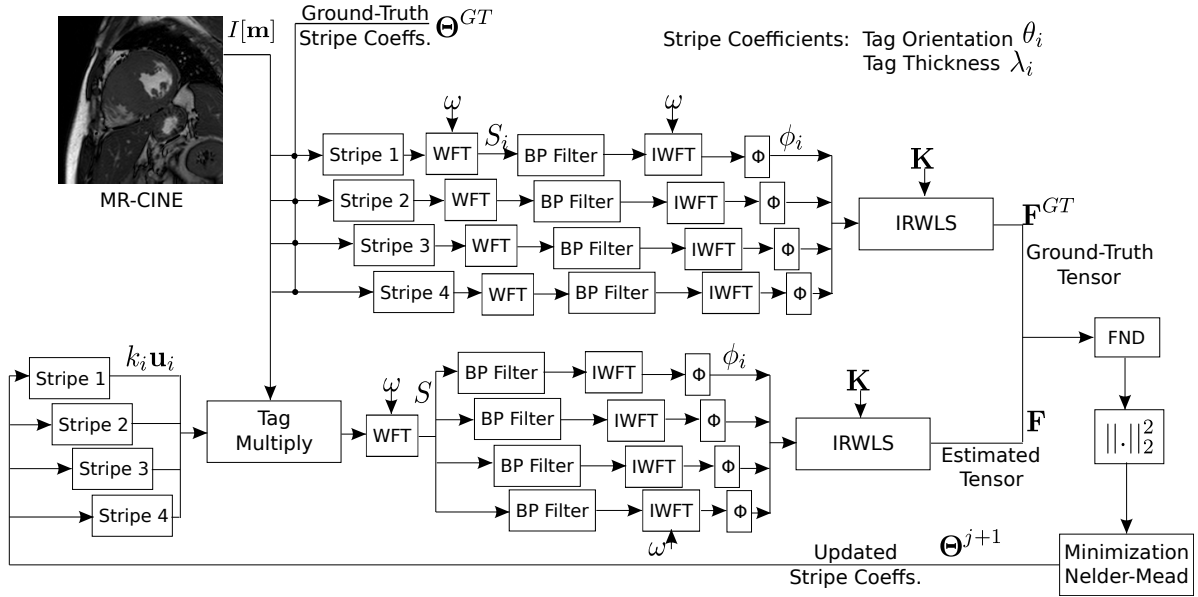 I[m]
Ground-Truth
Stripe Coeffs. Θ^{GT}
Stripe Coefficients: Tag Orientation θ_i
Tag Thickness λ_i
MR-CINE
ω ω
Stripe 1 WFT S_i BP Filter IWFT Φ ϕ_i
Stripe 2 WFT BP Filter IWFT Φ
Stripe 3 WFT BP Filter IWFT Φ
Stripe 4 WFT BP Filter IWFT Φ
K
IRWLS
F^{GT}
Ground-Truth
Tensor
FND
||.||_2^2
Stripe 1 k_i u_i
Stripe 2
Stripe 3
Stripe 4
Tag
Multiply
ω
WFT
S
BP Filter IWFT Φ ϕ_i
BP Filter IWFT Φ
BP Filter IWFT Φ
BP Filter IWFT Φ
ω
K
IRWLS
F
Estimated
Tensor
Minimization
Nelder-Mead
Updated Θ^{j+1}
Stripe Coeffs.